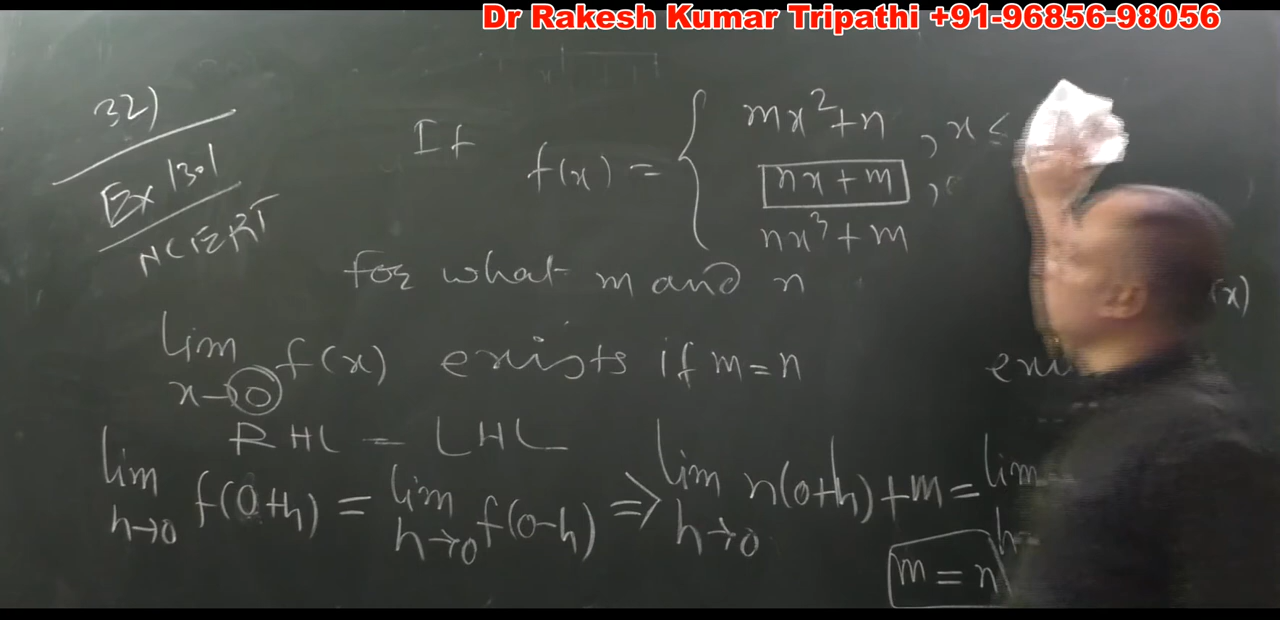 Dr Rakesh Kumar Tripathi +91-96856-98056
32)
Ex 13.1
NCERT
If f(x) = { mx²+n , x ≤
nx+m ,
nx³+m
for what m and n
(x)
lim x→0 f(x) exists if m=n
RHL = LHL
lim h→0 f(0+h) = lim h→0 f(0-h) ⇒ lim h→0 n(0+h)+m = lim
m = n